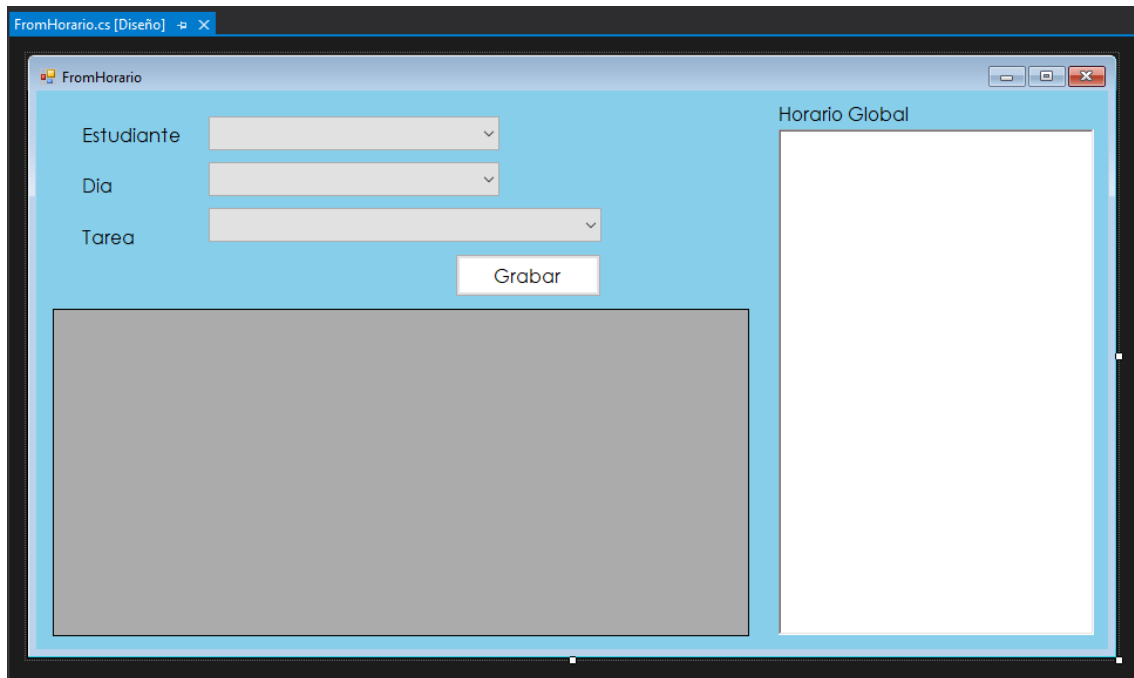 FromHorario.cs [Diseño]
FromHorario
Estudiante
Dia
Tarea
Grabar
Horario Global